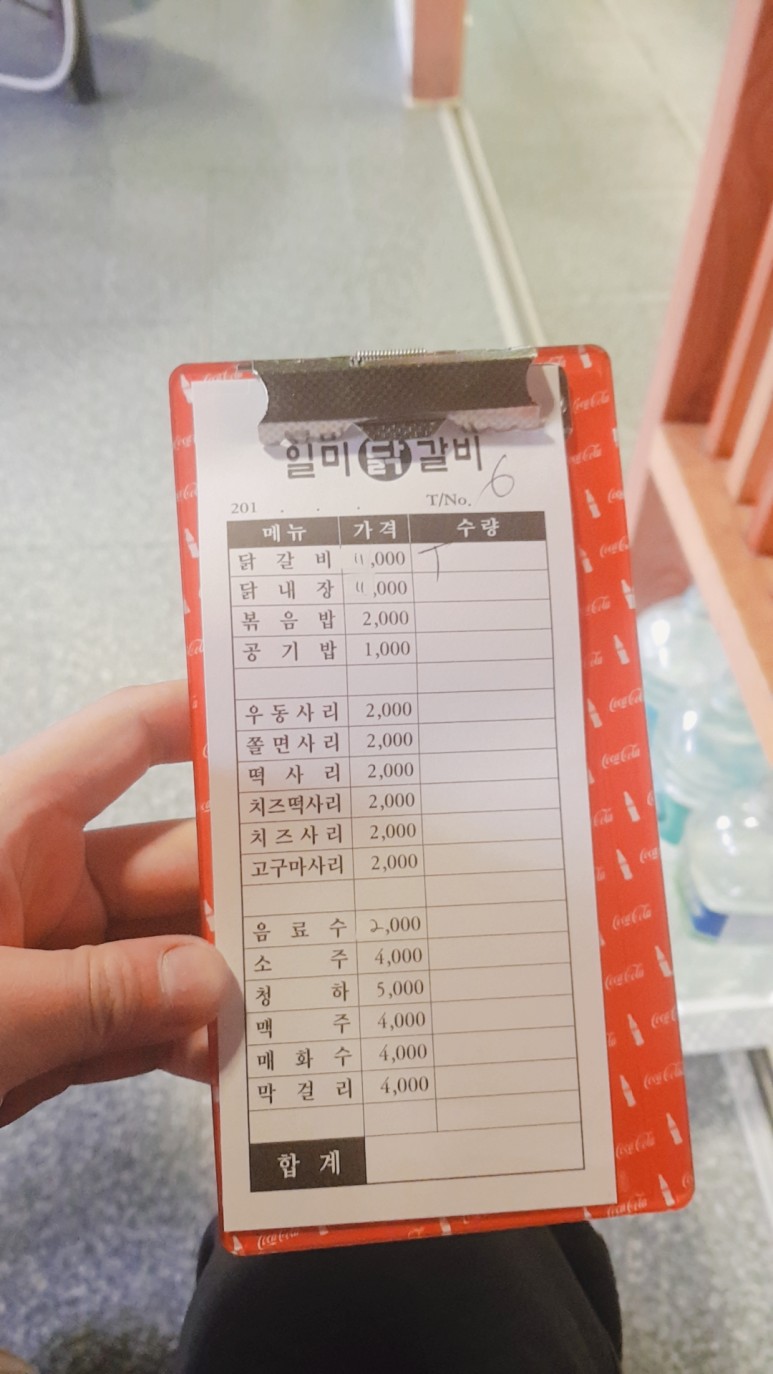 일미 닭 갈비
201 . . . T/No. 6
메뉴 가격 수량
닭갈비 11,000 T
닭내장 11,000
볶음밥 2,000
공기밥 1,000
우동사리 2,000
쫄면사리 2,000
떡사리 2,000
치즈떡사리 2,000
치즈사리 2,000
고구마사리 2,000
음료수 2,000
소주 4,000
청하 5,000
맥주 4,000
매화수 4,000
막걸리 4,000
합계
Coca-Cola